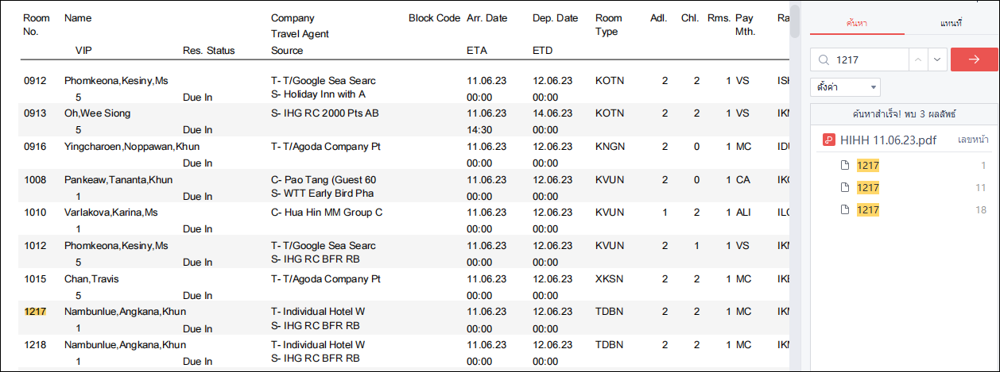 Room Name Company Block Code Arr. Date Dep. Date Room Adl. Chl. Rms. Pay Ra
No. Travel Agent Type Mth.
VIP Res. Status Source ETA ETD
0912 Phomkeona,Kesiny,Ms T- T/Google Sea Searc 11.06.23 12.06.23 KOTN 2 2 1 VS
S- Holiday Inn with A
5 Due In 00:00 00:00
0913 Oh,Wee Siong S- IHG RC 2000 Pts AB 11.06.23 14.06.23 KOTN 2 2 1 VS
5 Due In 14:30 00:00
0916 Yingcharoen,Noppawan,Khun T- T/Agoda Company Pt 11.06.23 12.06.23 KNGN 2 0 1 MC
Due In 00:00 00:00
1008 Pankeaw,Tananta,Khun C- Pao Tang (Guest 60 11.06.23 12.06.23 KVUN 2 0 1 CA
1 Due In S- WTT Early Bird Pha 00:00 00:00
1010 Varlakova,Karina,Ms C- Hua Hin MM Group C 11.06.23 12.06.23 KVUN 1 2 1 ALI
1 Due In 00:00 00:00
1012 Phomkeona,Kesiny,Ms T- T/Google Sea Searc 11.06.23 12.06.23 KVUN 2 1 1 VS
5 Due In S- IHG RC BFR RB 00:00 00:00
1015 Chan,Travis T- T/Agoda Company Pt 11.06.23 12.06.23 XKSN 2 2 1 MC
5 Due In 00:00 00:00
1217 Nambunlue,Angkana,Khun T- Individual Hotel W 11.06.23 12.06.23 TDBN 2 2 1 MC
1 Due In S- IHG RC BFR RB 00:00 00:00
1218 Nambunlue,Angkana,Khun T- Individual Hotel W 11.06.23 12.06.23 TDBN 2 2 1 MC
1 Due In S- IHG RC BFR RB 00:00 00:00
ค้นหา แทนที่
1217
ตั้งค่า
ค้นหาสำเร็จ! พบ 3 ผลลัพธ์
HIHH 11.06.23.pdf เลขหน้า
1217 1
1217 11
1217 18